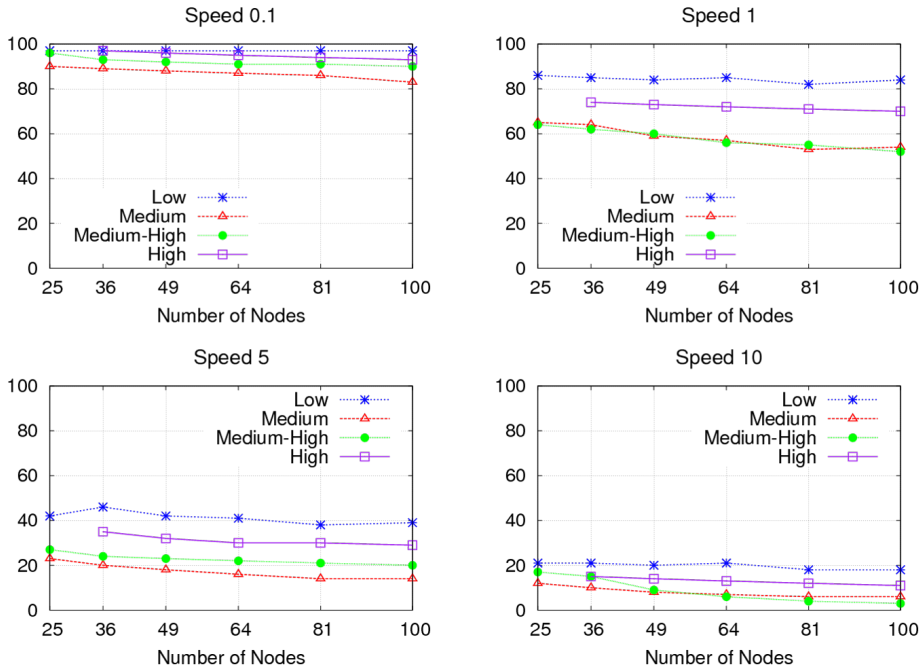 Speed 0.1
100
80
60
40
20
0
Low
Medium
Medium-High
High
25 36 49 64 81 100
Number of Nodes
Speed 1
100
80
60
40
20
0
Low
Medium
Medium-High
High
25 36 49 64 81 100
Number of Nodes
Speed 5
100
80
60
40
20
0
Low
Medium
Medium-High
High
25 36 49 64 81 100
Number of Nodes
Speed 10
100
80
60
40
20
0
Low
Medium
Medium-High
High
25 36 49 64 81 100
Number of Nodes